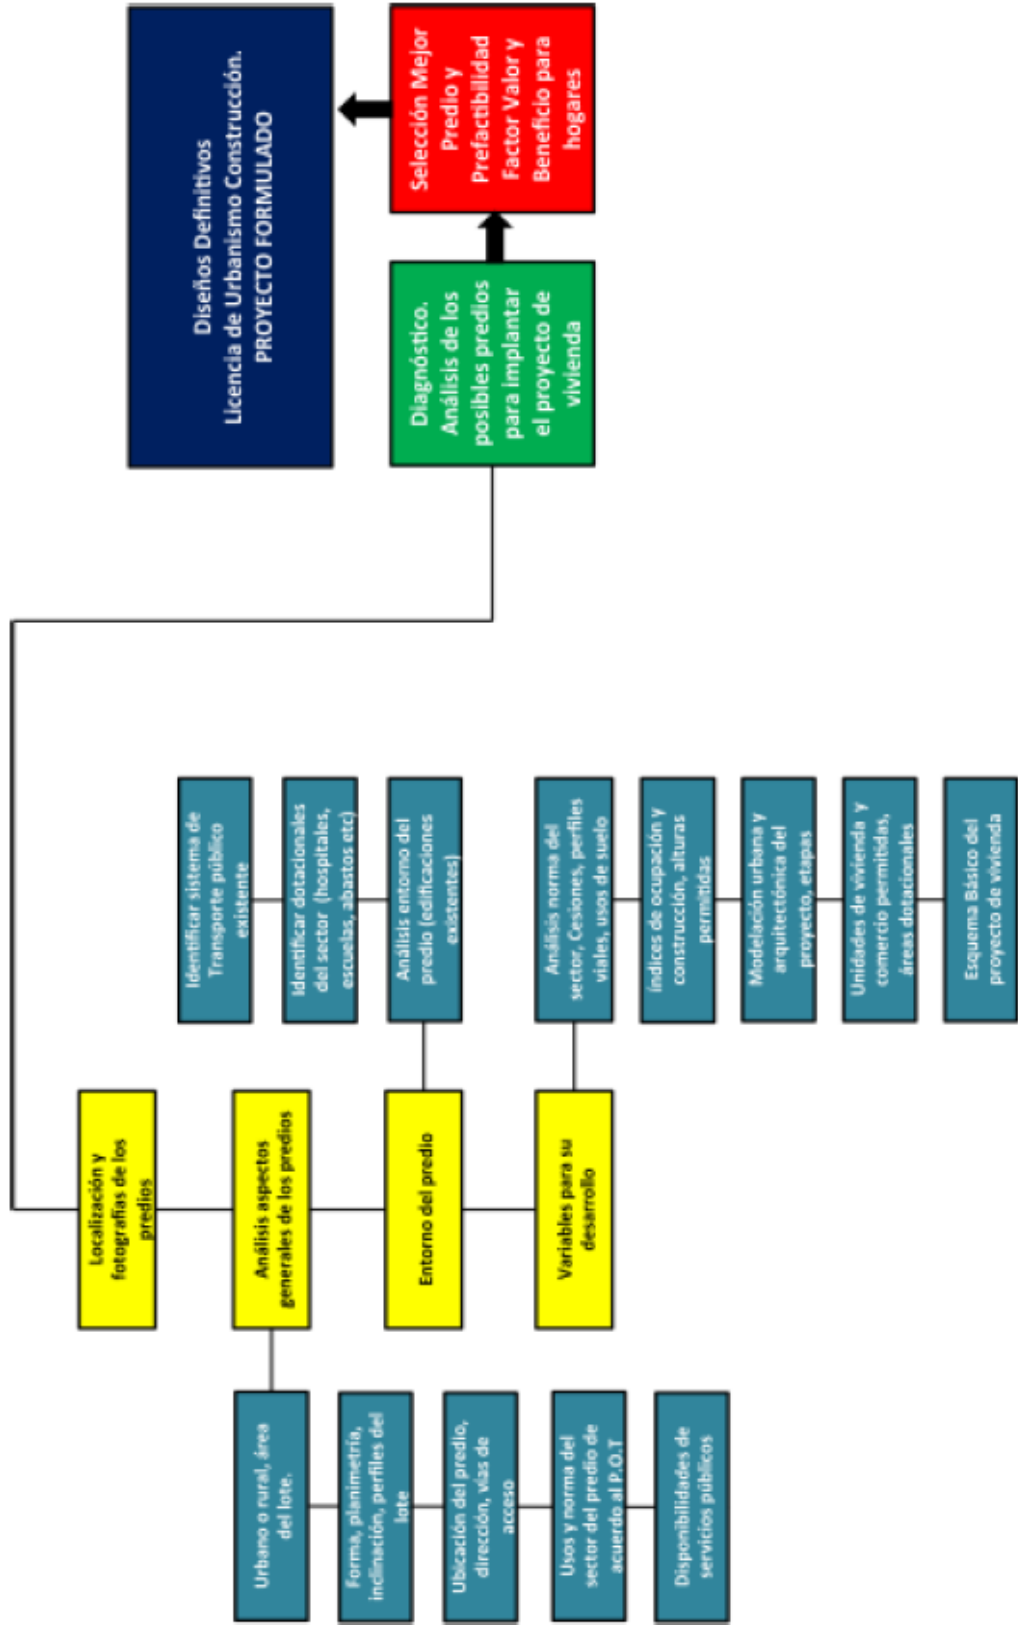 Localización y
fotografías de los
predios
Análisis aspectos
generales de los predios
Entorno del predio
Variables para su
desarrollo
Urbano o rural, área
del lote.
Forma, planimetría,
inclinación, perfiles del
lote
Ubicación del predio,
dirección, vías de
acceso
Usos y norma del
sector del predio de
acuerdo al P.O.T
Disponibilidades de
servicios públicos
Identificar sistema de
Transporte público
existente
Identificar dotacionales
del sector (hospitales,
escuelas, abastos etc)
Análisis entorno del
predio (edificaciones
existentes)
Análisis norma del
sector, Cesiones, perfiles
viales, usos de suelo
índices de ocupación y
construcción, alturas
permitidas
Modelación urbana y
arquitectónica del
proyecto, etapas
Unidades de vivienda y
comercio permitidas,
áreas dotacionales
Esquema Básico del
proyecto de vivienda
Diagnóstico.
Análisis de los
posibles predios
para implantar
el proyecto de
vivienda
Selección Mejor
Predio y
Prefactibilidad
Factor Valor y
Beneficio para
hogares
Diseños Definitivos
Licencia de Urbanismo Construcción.
PROYECTO FORMULADO